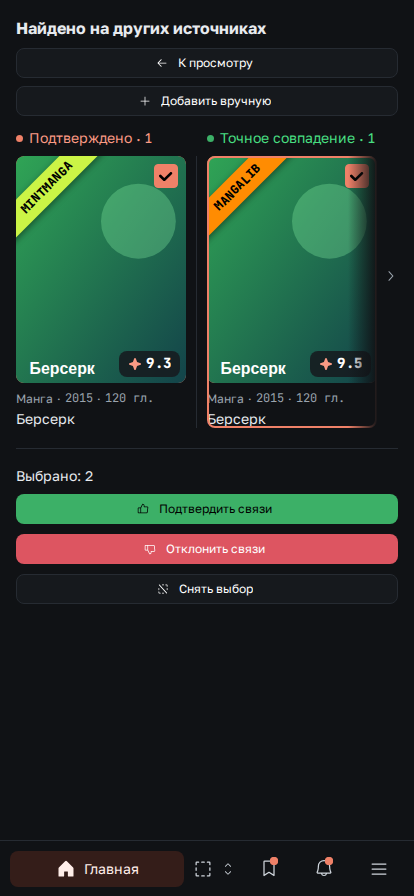 Найдено на других источниках
К просмотру
Добавить вручную
Подтверждено · 1
Точное совпадение · 1
MINTMANGA
MANGALIB
Берсерк
9.3
Берсерк
9.5
Манга · 2015 · 120 гл.
Манга · 2015 · 120 гл.
Берсерк
Берсерк
Выбрано: 2
Подтвердить связи
Отклонить связи
Снять выбор
Главная